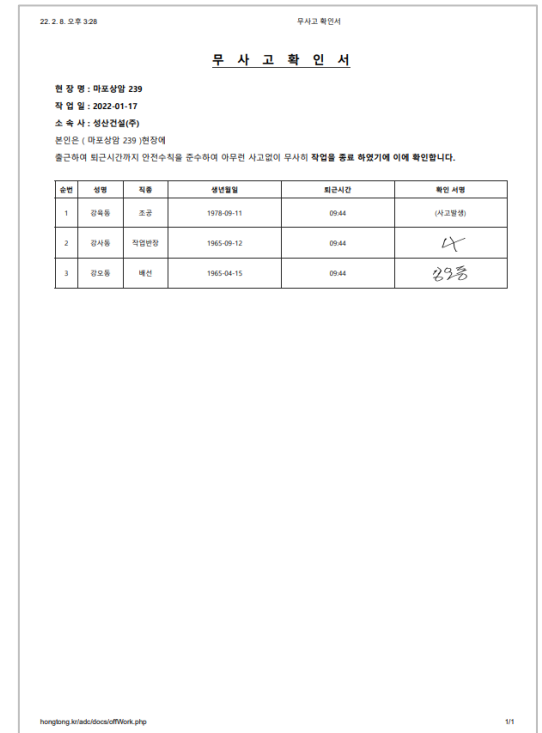 22. 2. 8. 오후 3:28 무사고 확인서
무 사 고 확 인 서
현 장 명 : 마포상암 239
작 업 일 : 2022-01-17
소 속 사 : 성산건설(주)
본인은 ( 마포상암 239 )현장에
출근하여 퇴근시간까지 안전수칙을 준수하여 아무런 사고없이 무사히 작업을 종료 하였기에 이에 확인합니다.
순번 성명 직종 생년월일 퇴근시간 확인 서명
1 강육동 조공 1978-09-11 09:44 (사고발생)
2 강사동 작업반장 1965-09-12 09:44
3 강오동 배선 1965-04-15 09:44 강오동
hongtong.kr/adc/docs/offWork.php 1/1